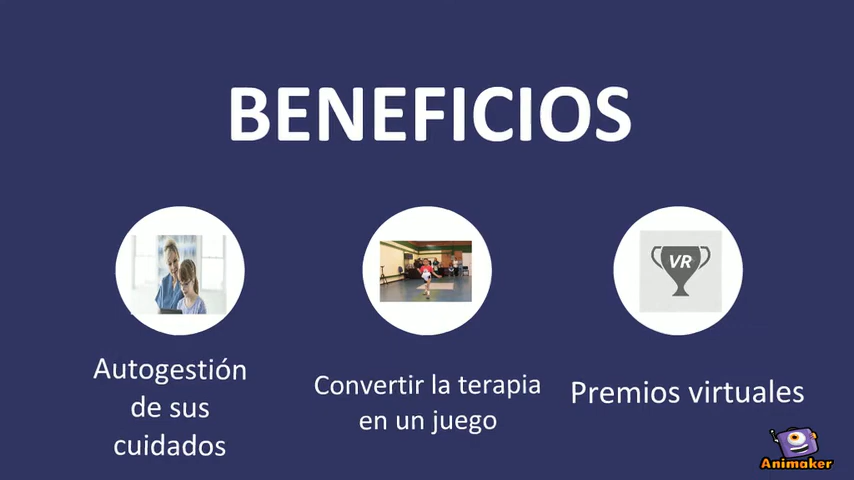 BENEFICIOS
VR
Autogestión
de sus
cuidados
Convertir la terapia
en un juego
Premios virtuales
Animaker